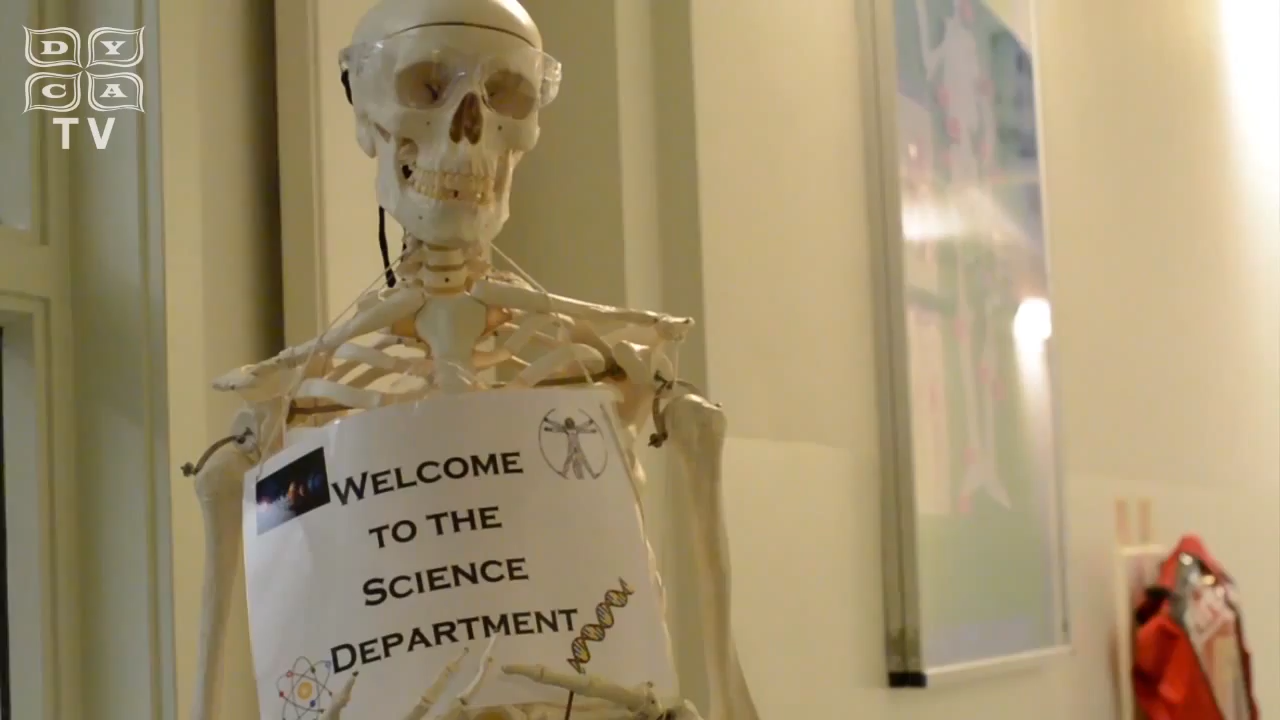 D Y
C A
TV
WELCOME
TO THE
SCIENCE
DEPARTMENT